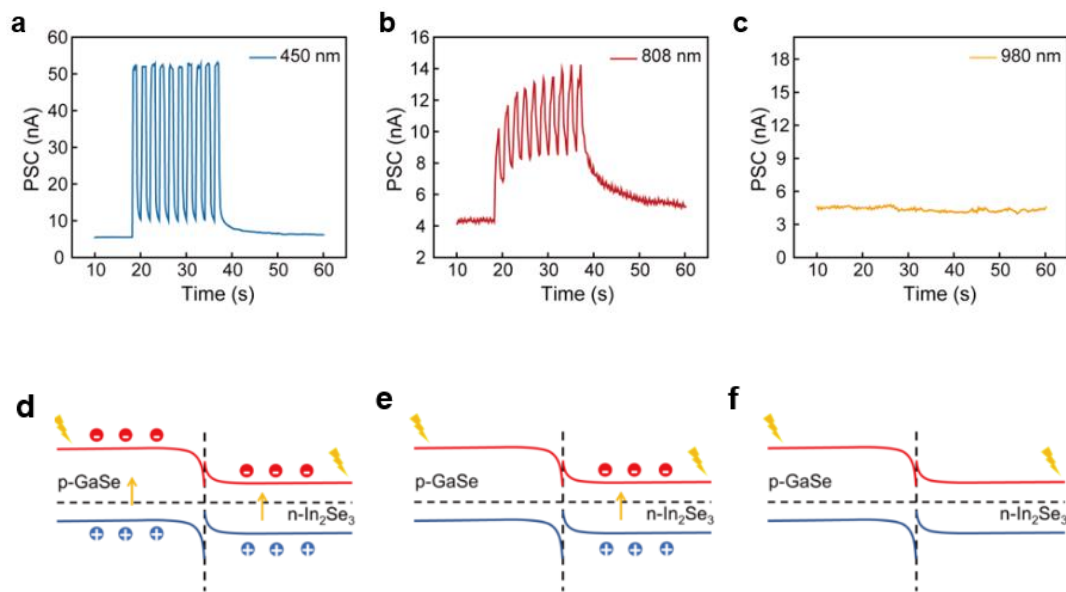 a
60
50
40
30
20
10
0
PSC (nA)
450 nm
10 20 30 40 50 60
Time (s)
b
16
14
12
10
8
6
4
2
PSC (nA)
808 nm
10 20 30 40 50 60
Time (s)
c
18
15
12
9
6
3
0
PSC (nA)
980 nm
10 20 30 40 50 60
Time (s)
d
p-GaSe
n-In₂Se₃
e
p-GaSe
n-In₂Se₃
f
p-GaSe
n-In₂Se₃